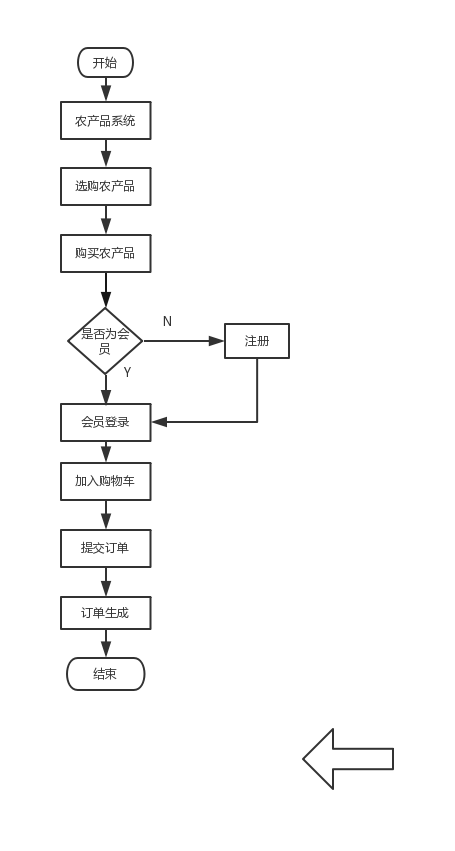 开始
农产品系统
选购农产品
购买农产品
是否为会
员
N
注册
Y
会员登录
加入购物车
提交订单
订单生成
结束